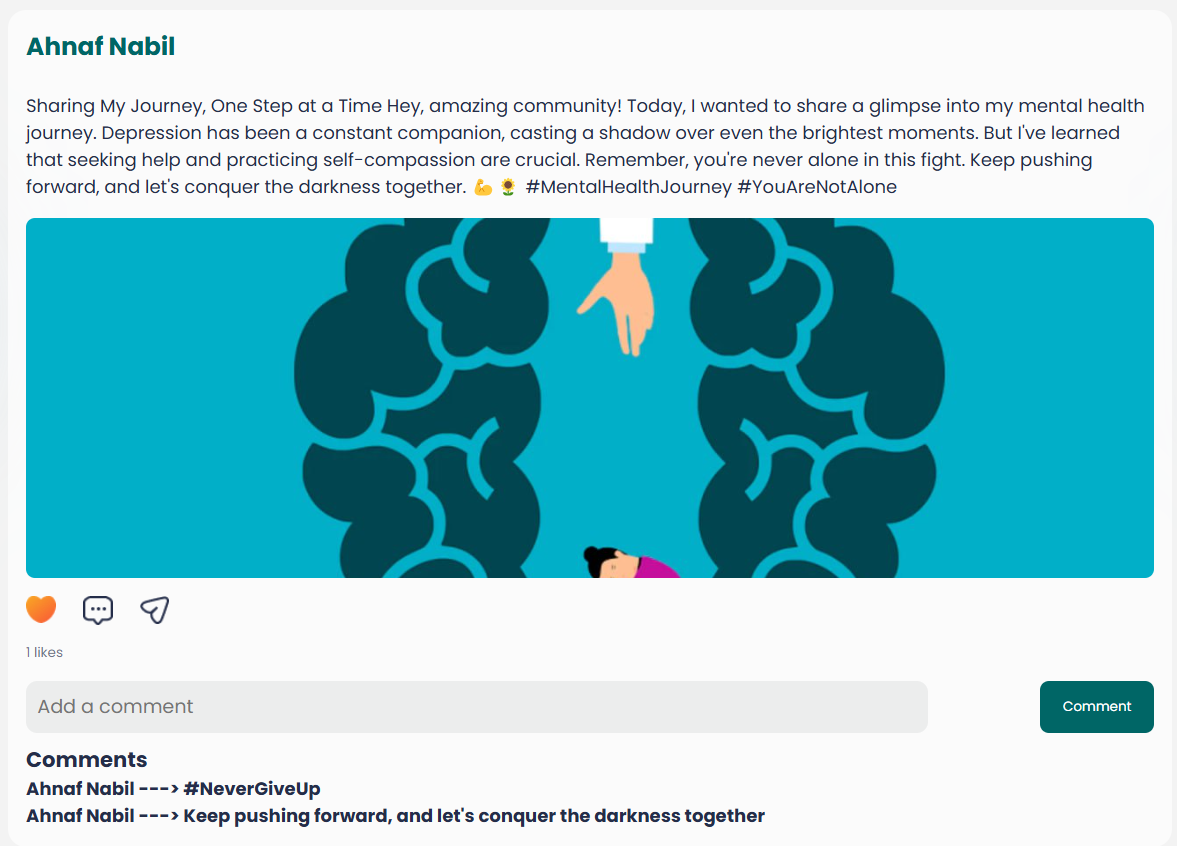 Ahnaf Nabil
Sharing My Journey, One Step at a Time Hey, amazing community! Today, I wanted to share a glimpse into my mental health
journey. Depression has been a constant companion, casting a shadow over even the brightest moments. But I've learned
that seeking help and practicing self-compassion are crucial. Remember, you're never alone in this fight. Keep pushing
forward, and let's conquer the darkness together. 💪 🌻 #MentalHealthJourney #YouAreNotAlone
1 likes
Add a comment
Comment
Comments
Ahnaf Nabil ---> #NeverGiveUp
Ahnaf Nabil ---> Keep pushing forward, and let's conquer the darkness together